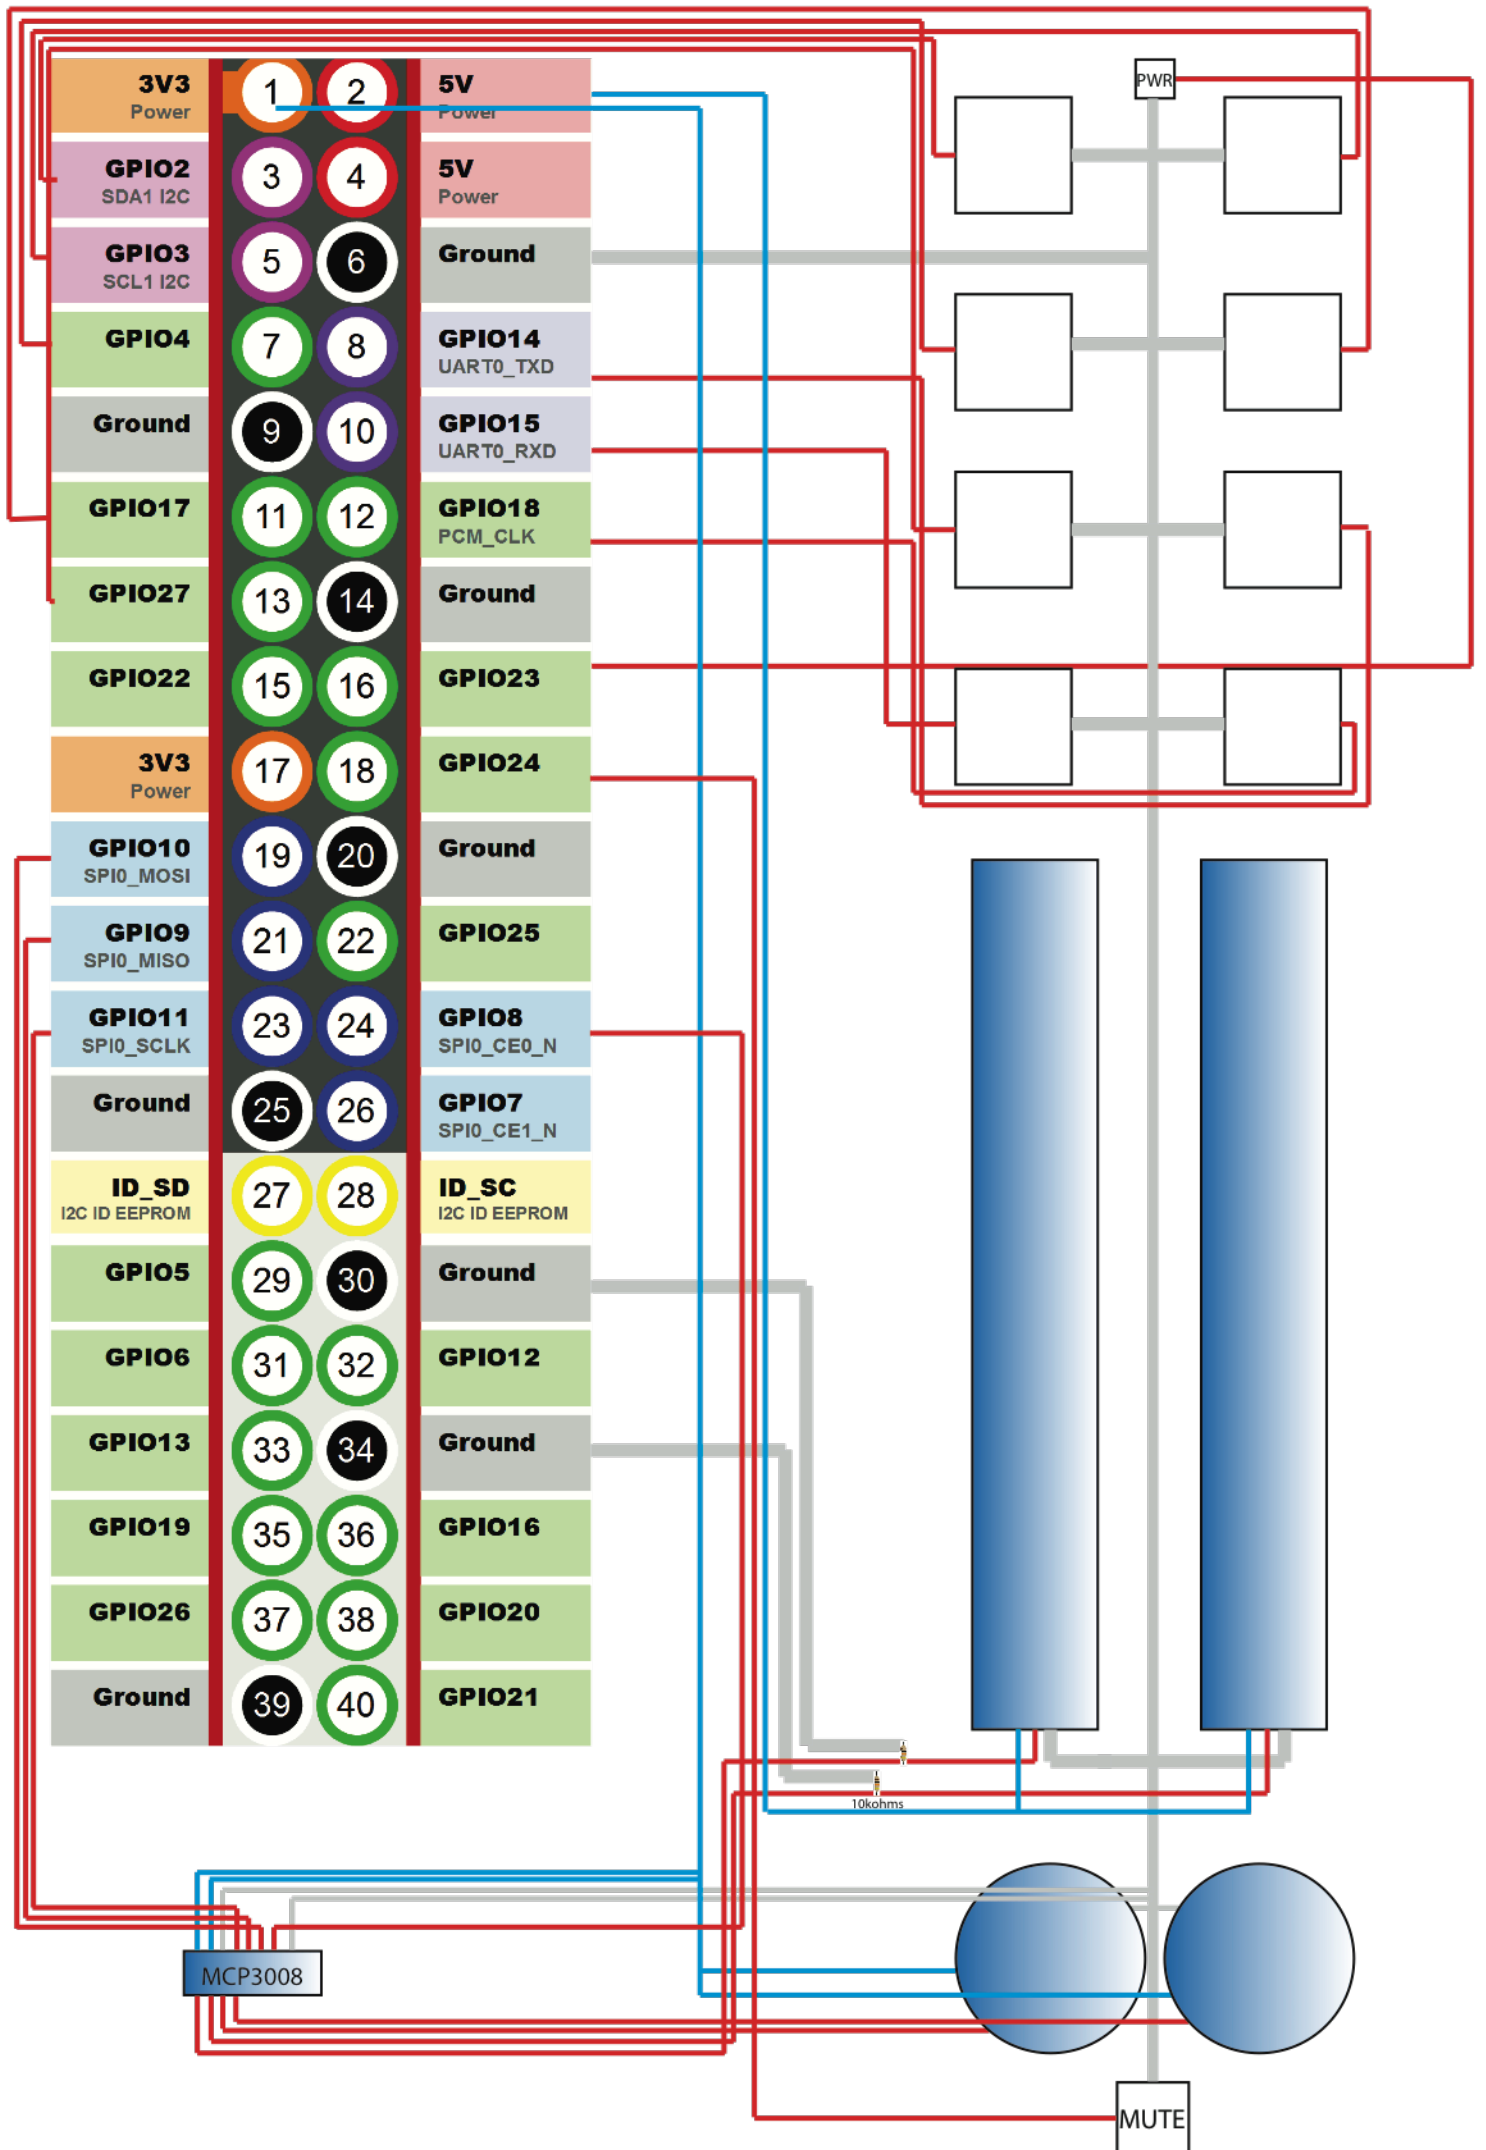 3V3
Power
1
2
5V
Power
PWR
GPIO2
SDA1 I2C
3
4
5V
Power
GPIO3
SCL1 I2C
5
6
Ground
GPIO4
7
8
GPIO14
UART0_TXD
Ground
9
10
GPIO15
UART0_RXD
GPIO17
11
12
GPIO18
PCM_CLK
GPIO27
13
14
Ground
GPIO22
15
16
GPIO23
3V3
Power
17
18
GPIO24
GPIO10
SPI0_MOSI
19
20
Ground
GPIO9
SPI0_MISO
21
22
GPIO25
GPIO11
SPI0_SCLK
23
24
GPIO8
SPI0_CE0_N
Ground
25
26
GPIO7
SPI0_CE1_N
ID_SD
I2C ID EEPROM
27
28
ID_SC
I2C ID EEPROM
GPIO5
29
30
Ground
GPIO6
31
32
GPIO12
GPIO13
33
34
Ground
GPIO19
35
36
GPIO16
GPIO26
37
38
GPIO20
Ground
39
40
GPIO21
10kohms
MCP3008
MUTE